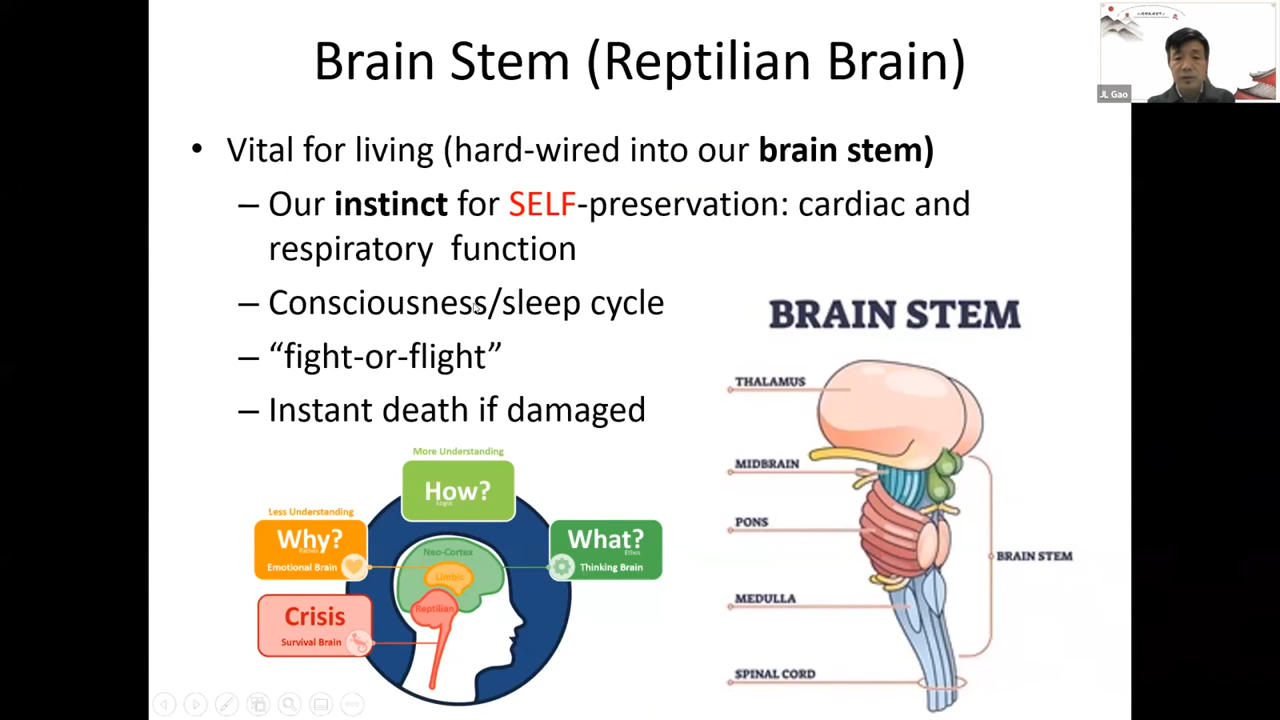 Brain Stem (Reptilian Brain)
JL Gao
• Vital for living (hard-wired into our brain stem)
– Our instinct for SELF-preservation: cardiac and
respiratory function
– Consciousness/sleep cycle
– “fight-or-flight”
– Instant death if damaged
More Understanding
How?
Logos
Less Understanding
Why?
Pathos
Emotional Brain
What?
Ethos
Thinking Brain
Crisis
Survival Brain
Neo-Cortex
Limbic
Reptilian
BRAIN STEM
THALAMUS
MIDBRAIN
PONS
BRAIN STEM
MEDULLA
SPINAL CORD